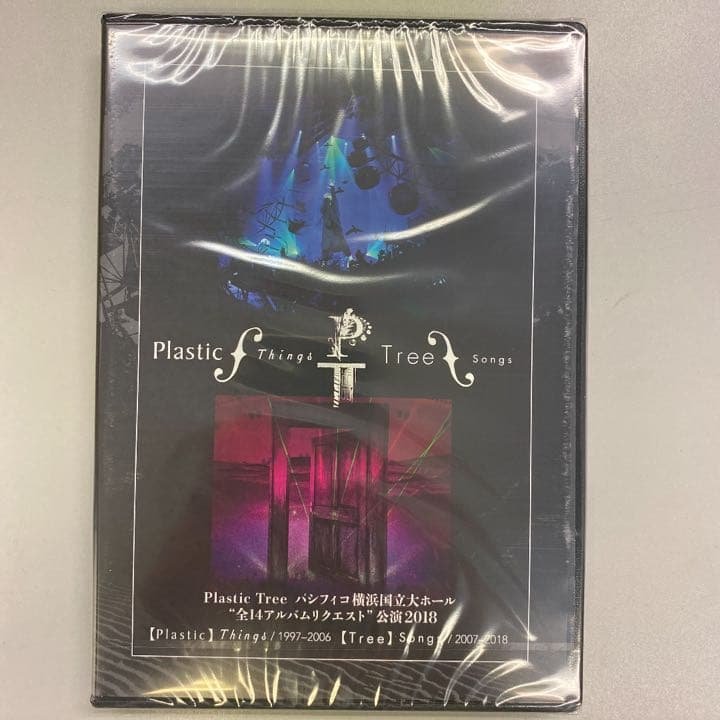 Plastic Things PT Tree Songs
Plastic Tree パシフィコ横浜国立大ホール
“全14アルバムリクエスト”公演2018
【Plastic】Things/1997–2006 【Tree】Songs/2007–2018